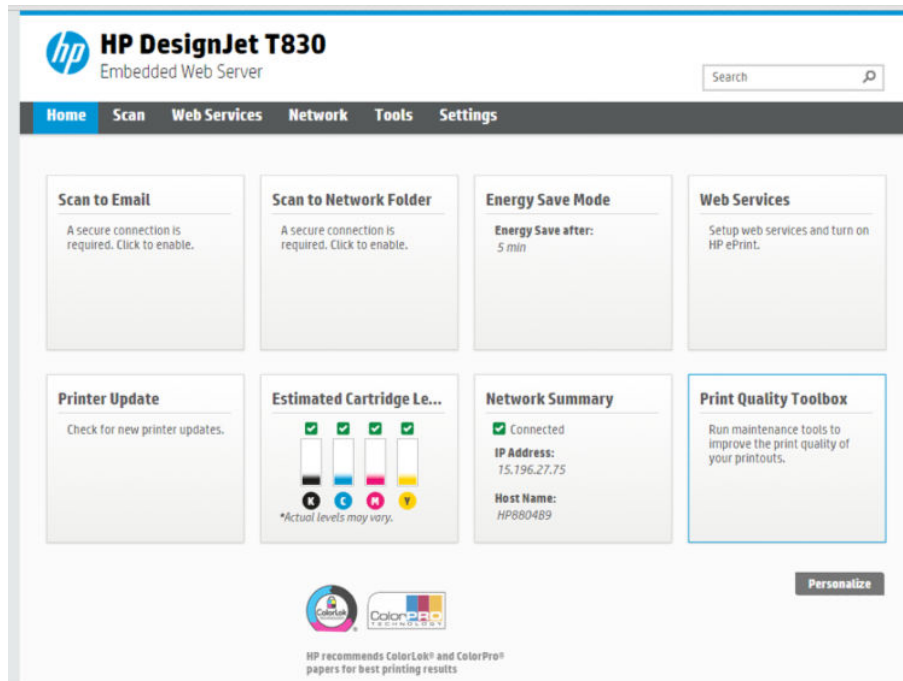 hp
HP DesignJet T830
Embedded Web Server
Search
Home Scan Web Services Network Tools Settings
Scan to Email
A secure connection is
required. Click to enable.
Scan to Network Folder
A secure connection is
required. Click to enable.
Energy Save Mode
Energy Save after:
5 min
Web Services
Setup web services and turn on
HP ePrint.
Printer Update
Check for new printer updates.
Estimated Cartridge Le...
K C M Y
*Actual levels may vary.
Network Summary
Connected
IP Address:
15.196.27.75
Host Name:
HP8804B9
Print Quality Toolbox
Run maintenance tools to
improve the print quality of
your printouts.
Personalize
ColorLok
ColorPRO
TECHNOLOGY
HP recommends ColorLok® and ColorPro®
papers for best printing results